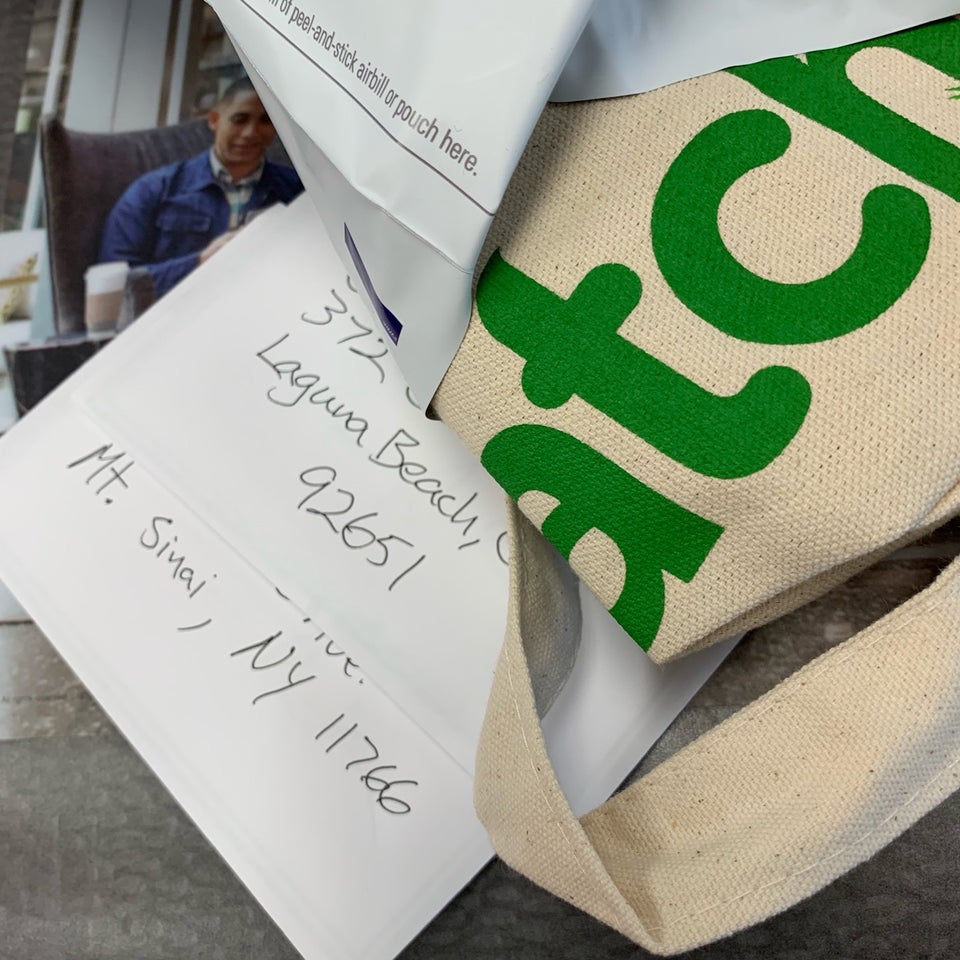 of peel-and-stick airbill or pouch here.
372
Laguna Beach,
92651
Mt. Sinai, NY 11766
atch